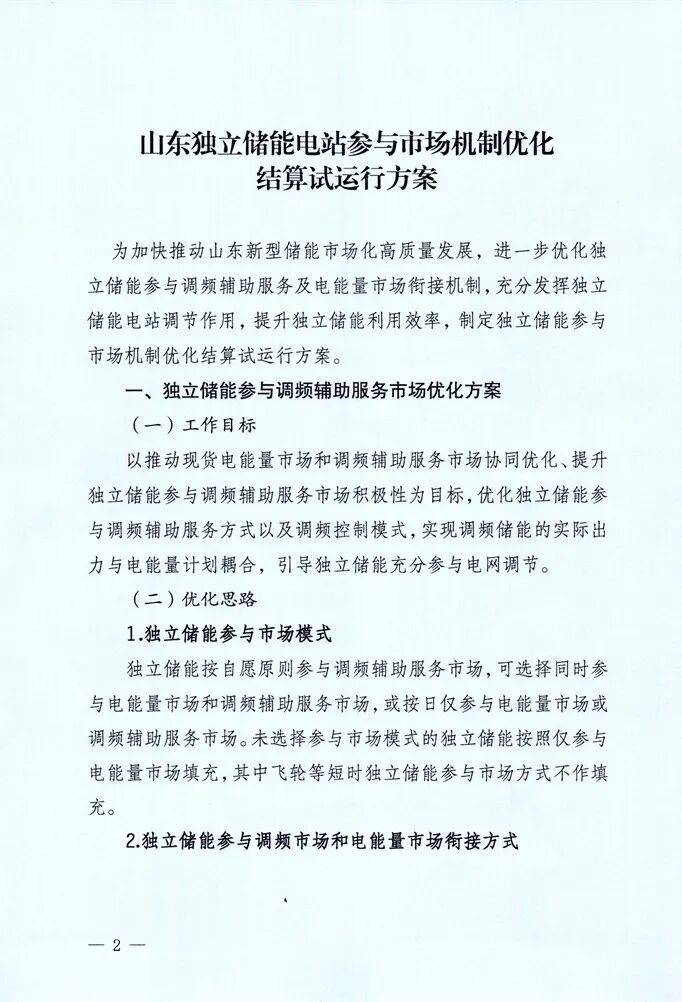 山东独立储能电站参与市场机制优化
结算试运行方案
为加快推动山东新型储能市场化高质量发展，进一步优化独
立储能参与调频辅助服务及电能量市场衔接机制，充分发挥独立
储能电站调节作用，提升独立储能利用效率，制定独立储能参与
市场机制优化结算试运行方案。
一、独立储能参与调频辅助服务市场优化方案
（一）工作目标
以推动现货电能量市场和调频辅助服务市场协同优化、提升
独立储能参与调频辅助服务市场积极性为目标，优化独立储能参
与调频辅助服务方式以及调频控制模式，实现调频储能的实际出
力与电能量计划耦合，引导独立储能充分参与电网调节。
（二）优化思路
1.独立储能参与市场模式
独立储能按自愿原则参与调频辅助服务市场，可选择同时参
与电能量市场和调频辅助服务市场，或按日仅参与电能量市场或
调频辅助服务市场。未选择参与市场模式的独立储能按照仅参与
电能量市场填充，其中飞轮等短时独立储能参与市场方式不作填
充。
2.独立储能参与调频市场和电能量市场衔接方式
— 2 —